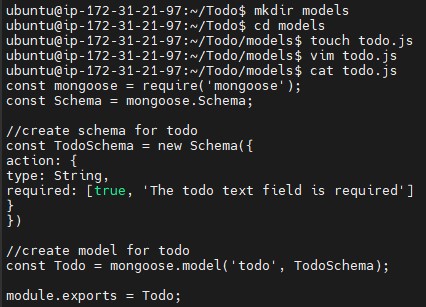 ubuntu@ip-172-31-21-97:~/Todo$ mkdir models
ubuntu@ip-172-31-21-97:~/Todo$ cd models
ubuntu@ip-172-31-21-97:~/Todo/models$ touch todo.js
ubuntu@ip-172-31-21-97:~/Todo/models$ vim todo.js
ubuntu@ip-172-31-21-97:~/Todo/models$ cat todo.js
const mongoose = require('mongoose');
const Schema = mongoose.Schema;

//create schema for todo
const TodoSchema = new Schema({
action: {
type: String,
required: [true, 'The todo text field is required']
}
})

//create model for todo
const Todo = mongoose.model('todo', TodoSchema);

module.exports = Todo;